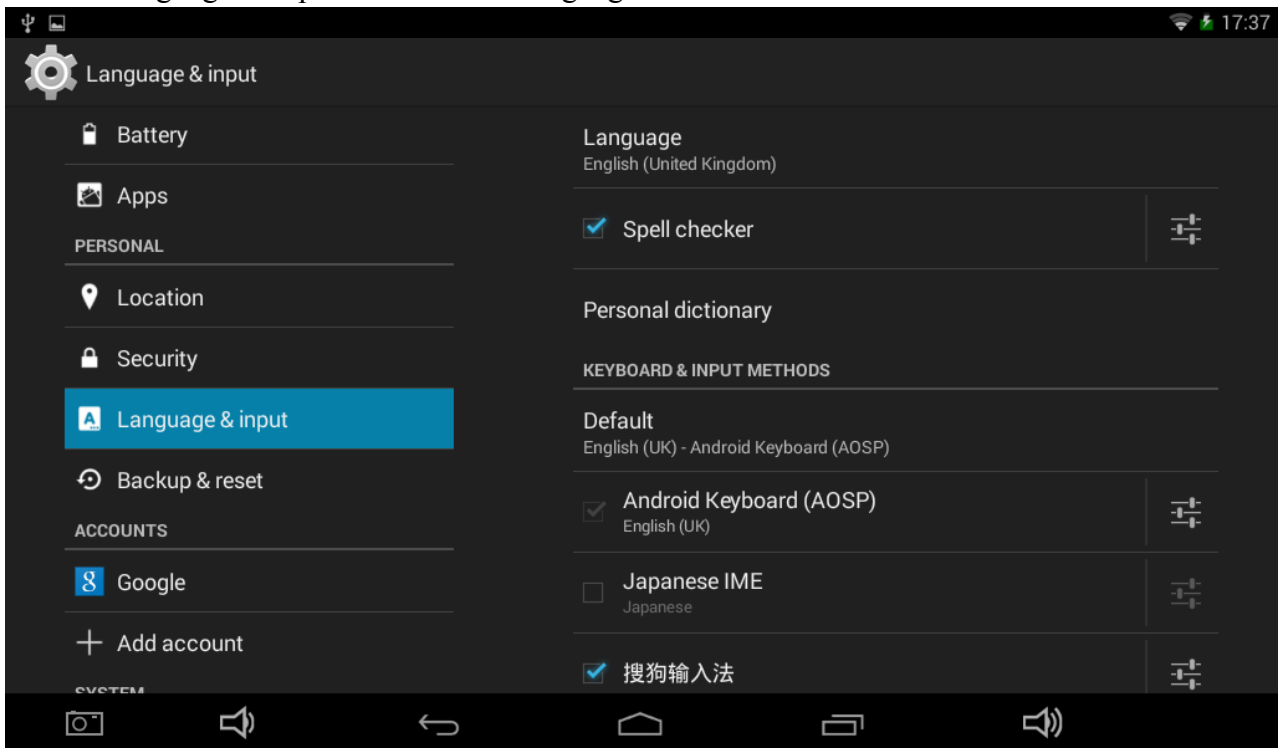 17:37
Language & input
Battery
Apps
PERSONAL
Location
Security
Language & input
Backup & reset
ACCOUNTS
Google
Add account
SYSTEM
Language
English (United Kingdom)
Spell checker
Personal dictionary
KEYBOARD & INPUT METHODS
Default
English (UK) - Android Keyboard (AOSP)
Android Keyboard (AOSP)
English (UK)
Japanese IME
Japanese
搜狗输入法